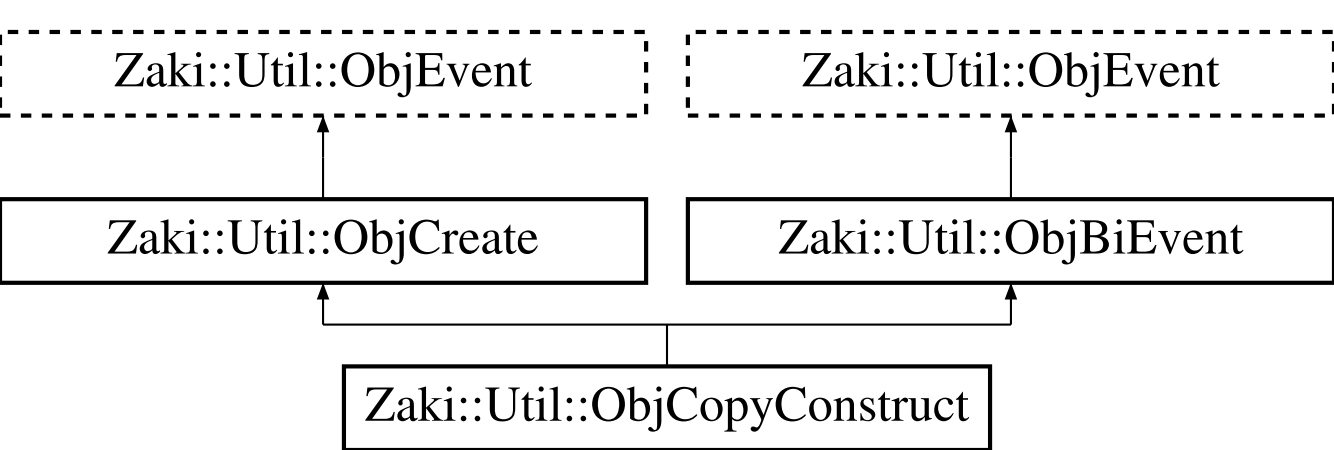 Zaki::Util::ObjEvent
Zaki::Util::ObjEvent
Zaki::Util::ObjCreate
Zaki::Util::ObjBiEvent
Zaki::Util::ObjCopyConstruct